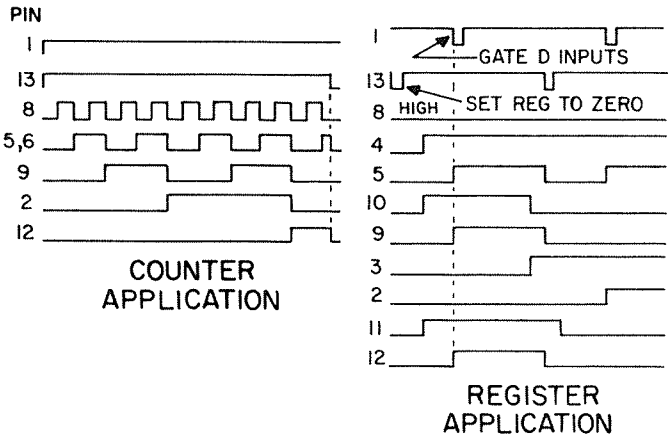 PIN
1
13
8
5,6
9
2
12
COUNTER
APPLICATION
1
GATE D INPUTS
13
HIGH
SET REG TO ZERO
8
4
5
10
9
3
2
11
12
REGISTER
APPLICATION